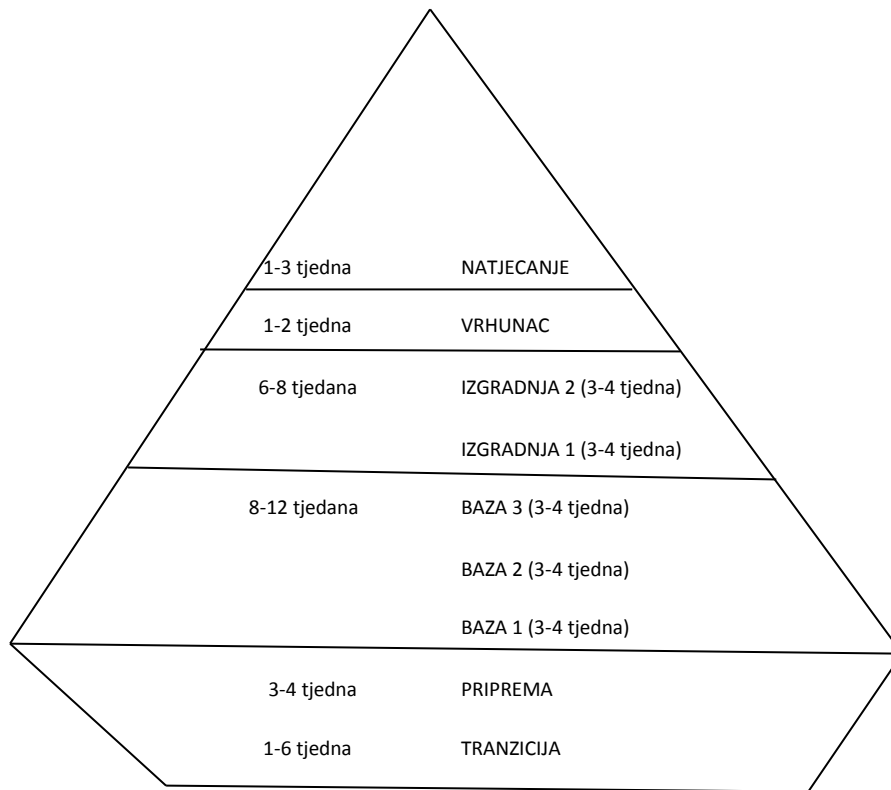 1-3 tjedna NATJECANJE
1-2 tjedna VRHUNAC
6-8 tjedana IZGRADNJA 2 (3-4 tjedna)
IZGRADNJA 1 (3-4 tjedna)
8-12 tjedana BAZA 3 (3-4 tjedna)
BAZA 2 (3-4 tjedna)
BAZA 1 (3-4 tjedna)
3-4 tjedna PRIPREMA
1-6 tjedna TRANZICIJA